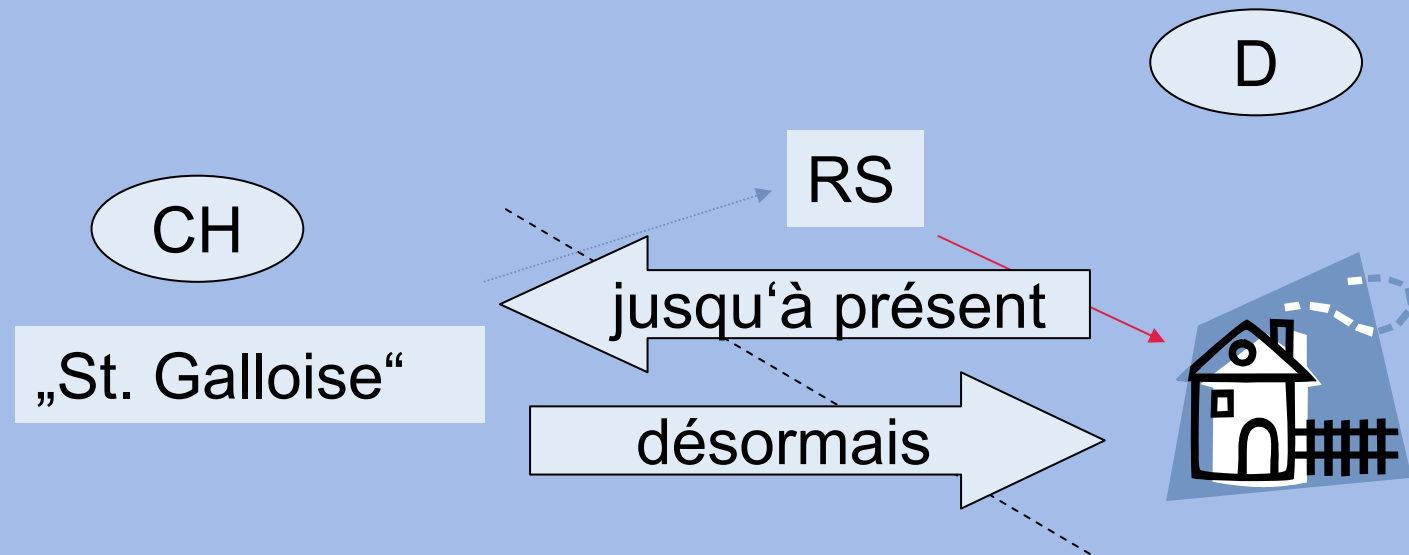 D
RS
CH
jusqu‘à présent
„St. Galloise“
désormais